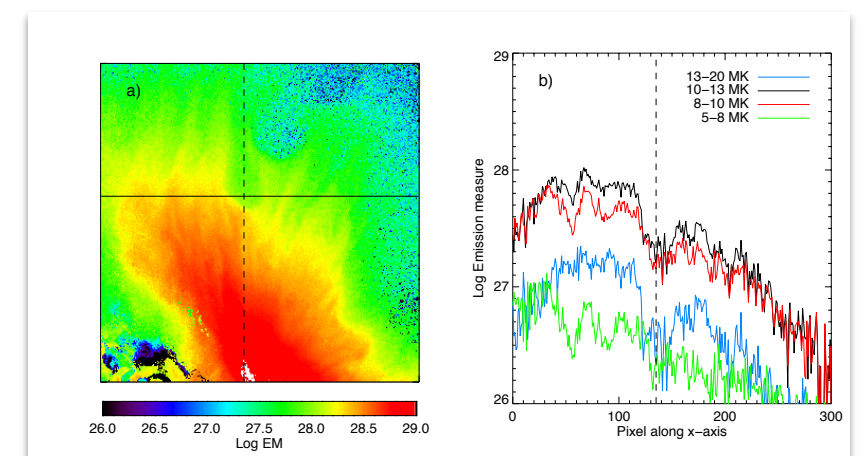 a)
26.0 26.5 27.0 27.5 28.0 28.5 29.0
Log EM
b)
13–20 MK
10–13 MK
8–10 MK
5–8 MK
29
28
27
26
Log Emission measure
0 100 200 300
Pixel along x–axis